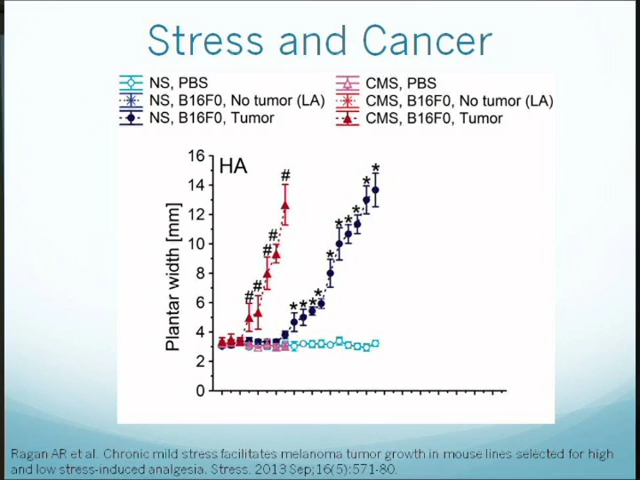 Stress and Cancer
NS, PBS
NS, B16F0, No tumor (LA)
NS, B16F0, Tumor
CMS, PBS
CMS, B16F0, No tumor (LA)
CMS, B16F0, Tumor
HA
Plantar width [mm]
16
14
12
10
8
6
4
2
0
# # # # # #
* * * * * * * * * *
Ragan AR et al. Chronic mild stress facilitates melanoma tumor growth in mouse lines selected for high
and low stress-induced analgesia. Stress. 2013 Sep;16(5):571-80.